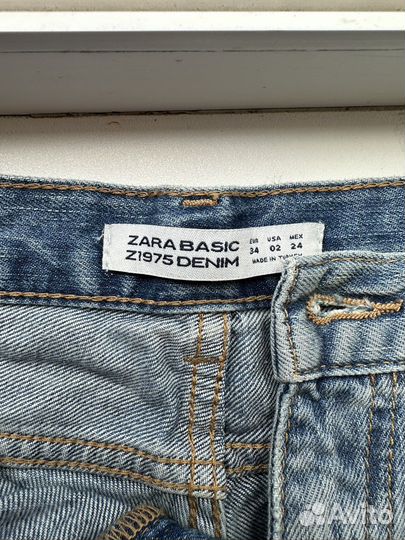 ZARA BASIC
Z1975 DENIM
EUR USA MEX
34 02 24
MADE IN TURKEY
Avito